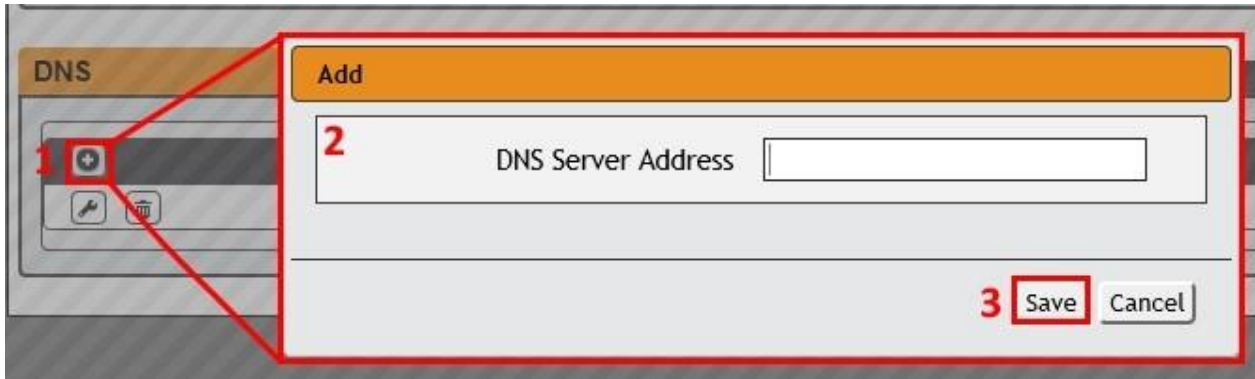 DNS
Add
1
2
DNS Server Address
3 Save Cancel